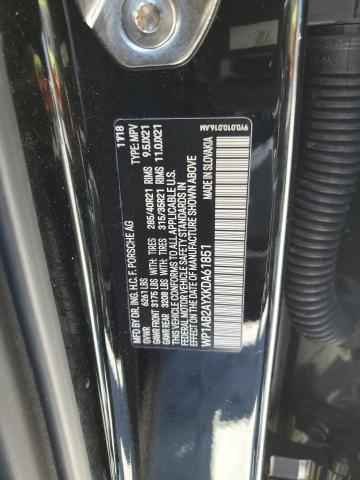 MFD BY DR. ING. H.C. F. PORSCHE AG 11/18
GVWR 6261 LBS TYPE: MPV
GAWR FRONT 3175 LBS WITH TIRES 285/40R21 RIMS 9.5JX21
GAWR REAR 3208 LBS WITH TIRES 315/35R21 RIMS 11.0JX21
THIS VEHICLE CONFORMS TO ALL APPLICABLE U.S.
FEDERAL MOTOR VEHICLE SAFETY STANDARDS IN
EFFECT ON THE DATE OF MANUFACTURE SHOWN ABOVE
WP1AB2AYXKDA61851 MADE IN SLOVAKIA
9Y0.010.016.AM